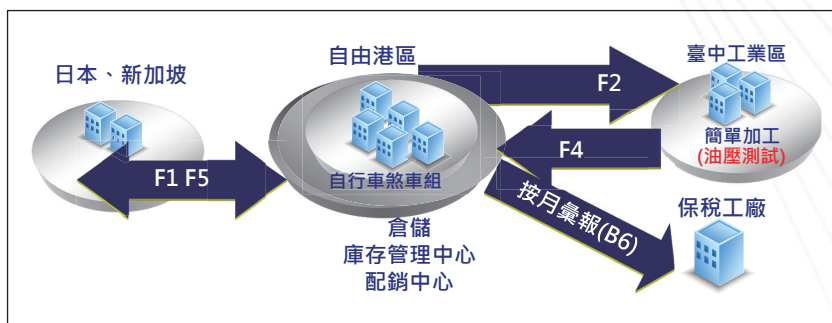 日本、新加坡
F1 F5
自由港區
自行車煞車組
倉儲
庫存管理中心
配銷中心
F2
F4
臺中工業區
簡單加工
(油壓測試)
按月彙報(B6)
保稅工廠